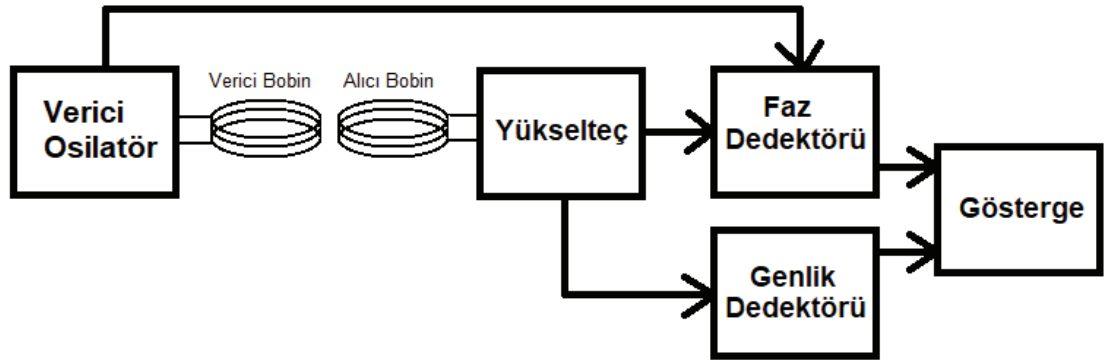 Verici Bobin
Alıcı Bobin
Verici
Osilatör
Yükselteç
Faz
Dedektörü
Gösterge
Genlik
Dedektörü